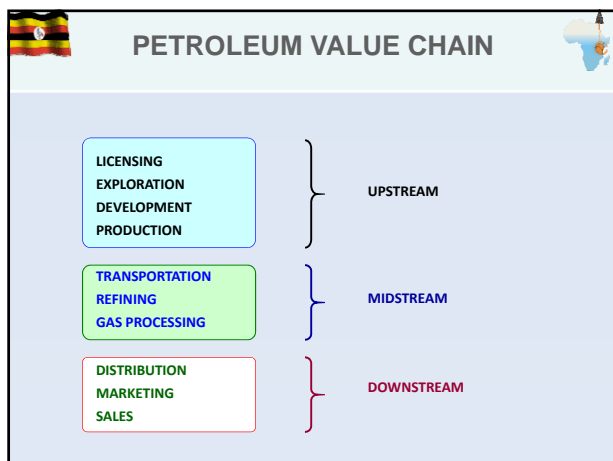 PETROLEUM VALUE CHAIN
LICENSING
EXPLORATION
DEVELOPMENT
PRODUCTION
UPSTREAM
TRANSPORTATION
REFINING
GAS PROCESSING
MIDSTREAM
DISTRIBUTION
MARKETING
SALES
DOWNSTREAM